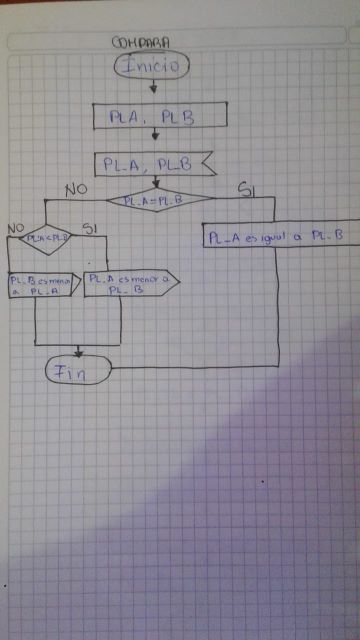 COMPARA
Inicio
PLA, PLB
PL_A, PL_B
NO
SI
PL_A=PL_B
NO
SI
PL_A<PL_B
PL_A es igual a PL_B
PL_B es menor
a PL_A
PL_A es menor a
PL_B
Fin